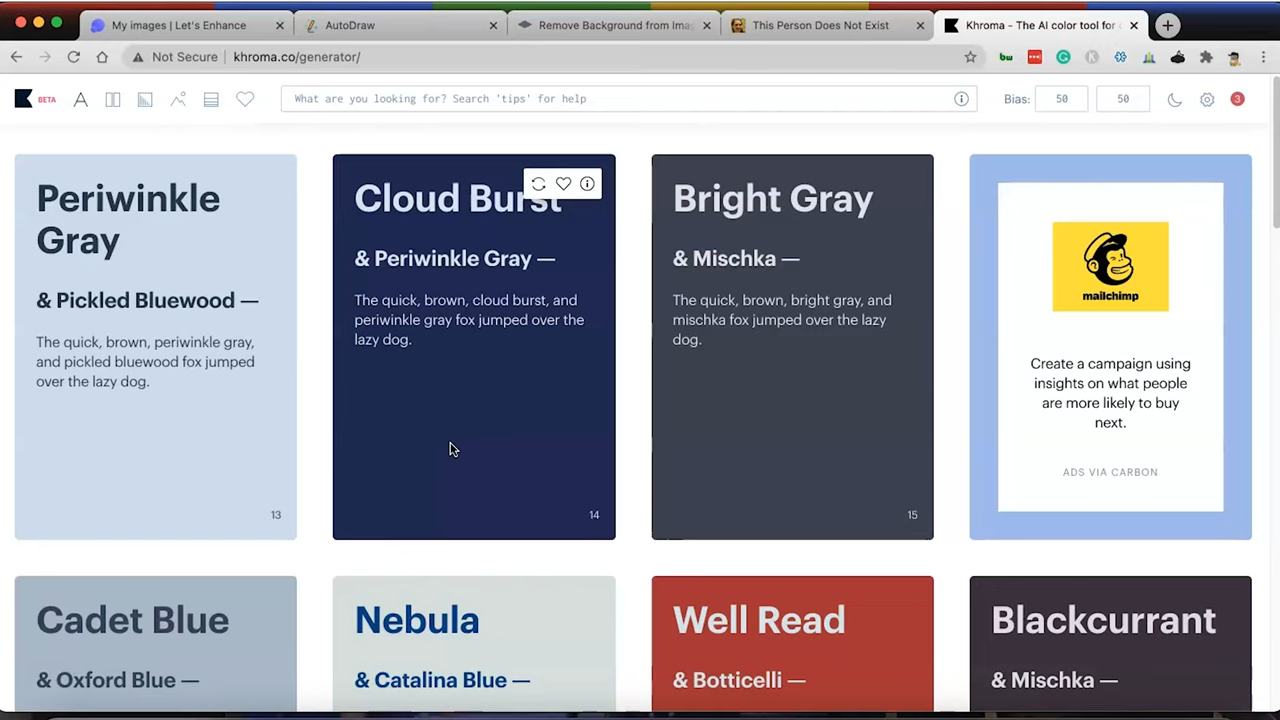 My images | Let's Enhance
AutoDraw
Remove Background from Ima
This Person Does Not Exist
Khroma – The AI color tool for
Not Secure
khroma.co/generator/
BETA
What are you looking for? Search 'tips' for help
Bias:
50
50
3
Periwinkle
Gray
& Pickled Bluewood —
The quick, brown, periwinkle gray,
and pickled bluewood fox jumped
over the lazy dog.
13
Cloud Burst
& Periwinkle Gray —
The quick, brown, cloud burst, and
periwinkle gray fox jumped over the
lazy dog.
14
Bright Gray
& Mischka —
The quick, brown, bright gray, and
mischka fox jumped over the lazy
dog.
15
mailchimp
Create a campaign using
insights on what people
are more likely to buy
next.
ADS VIA CARBON
Cadet Blue
& Oxford Blue —
Nebula
& Catalina Blue —
Well Read
& Botticelli —
Blackcurrant
& Mischka —